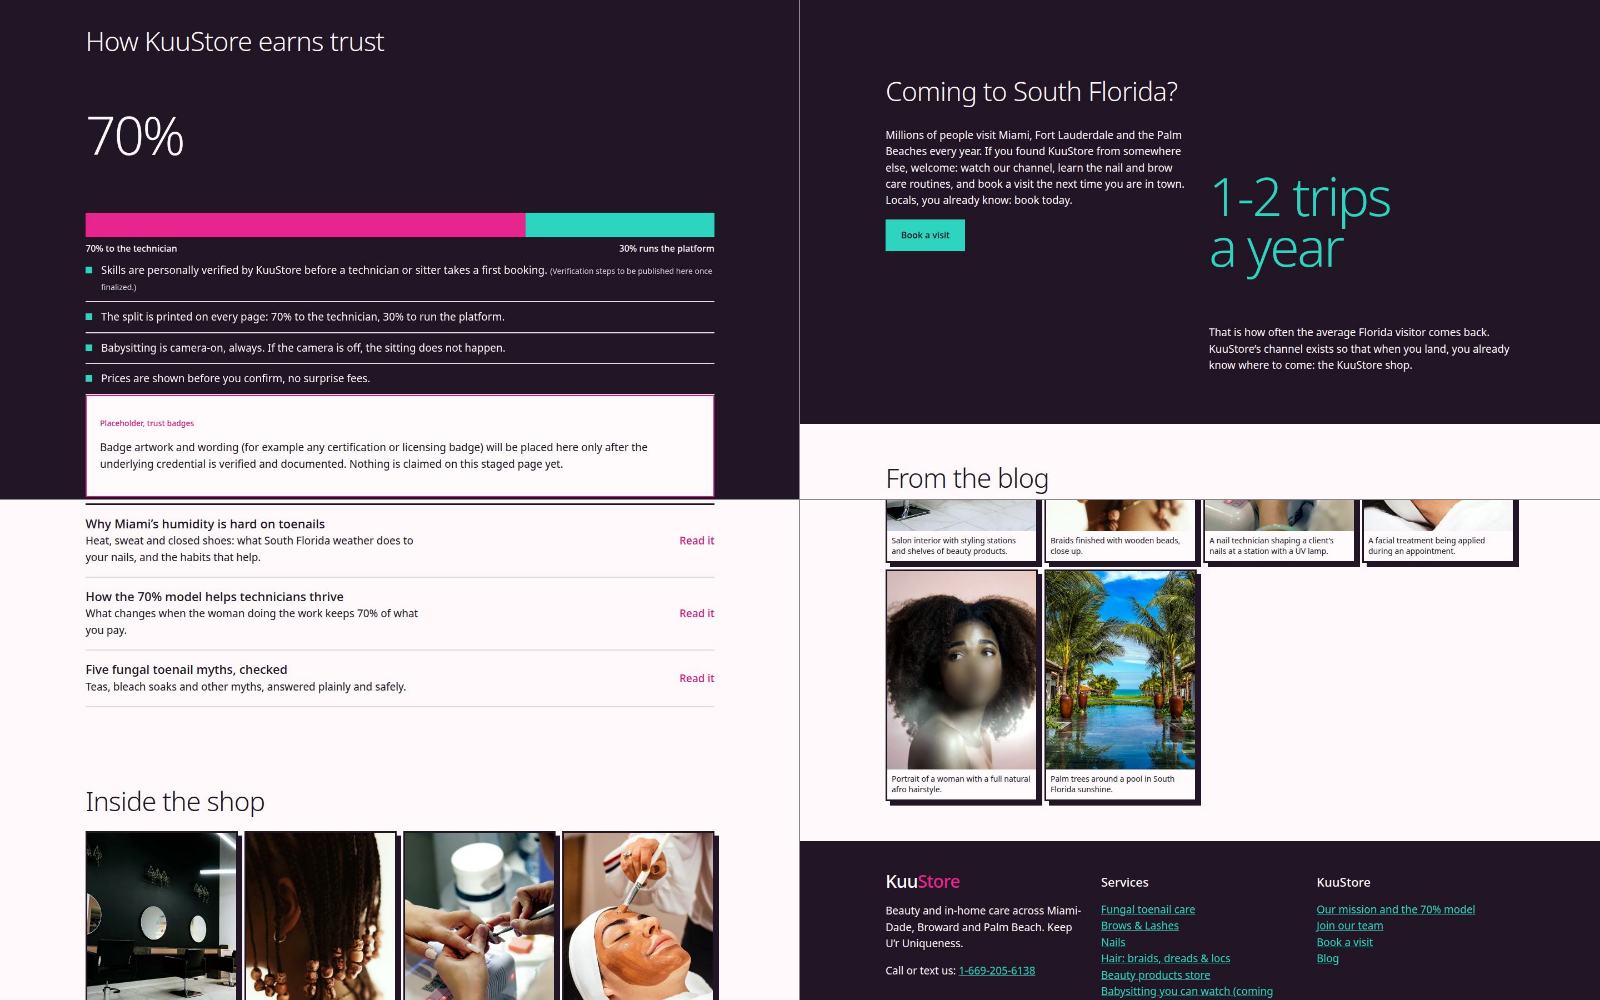 How KuuStore earns trust
70%
70% to the technician
30% runs the platform
Skills are personally verified by KuuStore before a technician or sitter takes a first booking. (Verification steps to be published here once
finalized.)
The split is printed on every page: 70% to the technician, 30% to run the platform.
Babysitting is camera-on, always. If the camera is off, the sitting does not happen.
Prices are shown before you confirm, no surprise fees.
Placeholder, trust badges
Badge artwork and wording (for example any certification or licensing badge) will be placed here only after the
underlying credential is verified and documented. Nothing is claimed on this staged page yet.
Coming to South Florida?
Millions of people visit Miami, Fort Lauderdale and the Palm
Beaches every year. If you found KuuStore from somewhere
else, welcome: watch our channel, learn the nail and brow
care routines, and book a visit the next time you are in town.
Locals, you already know: book today.
Book a visit
1-2 trips
a year
That is how often the average Florida visitor comes back.
KuuStore's channel exists so that when you land, you already
know where to come: the KuuStore shop.
From the blog
Why Miami's humidity is hard on toenails
Heat, sweat and closed shoes: what South Florida weather does to
your nails, and the habits that help.
Read it
How the 70% model helps technicians thrive
What changes when the woman doing the work keeps 70% of what
you pay.
Read it
Five fungal toenail myths, checked
Teas, bleach soaks and other myths, answered plainly and safely.
Read it
Inside the shop
Salon interior with styling stations
and shelves of beauty products.
Braids finished with wooden beads,
close up.
A nail technician shaping a client's
nails at a station with a UV lamp.
A facial treatment being applied
during an appointment.
Portrait of a woman with a full natural
afro hairstyle.
Palm trees around a pool in South
Florida sunshine.
KuuStore
Beauty and in-home care across Miami-
Dade, Broward and Palm Beach. Keep
U'r Uniqueness.
Call or text us: 1-669-205-6138
Services
Fungal toenail care
Brows & Lashes
Nails
Hair: braids, dreads & locs
Beauty products store
Babysitting you can watch (coming
KuuStore
Our mission and the 70% model
Join our team
Book a visit
Blog